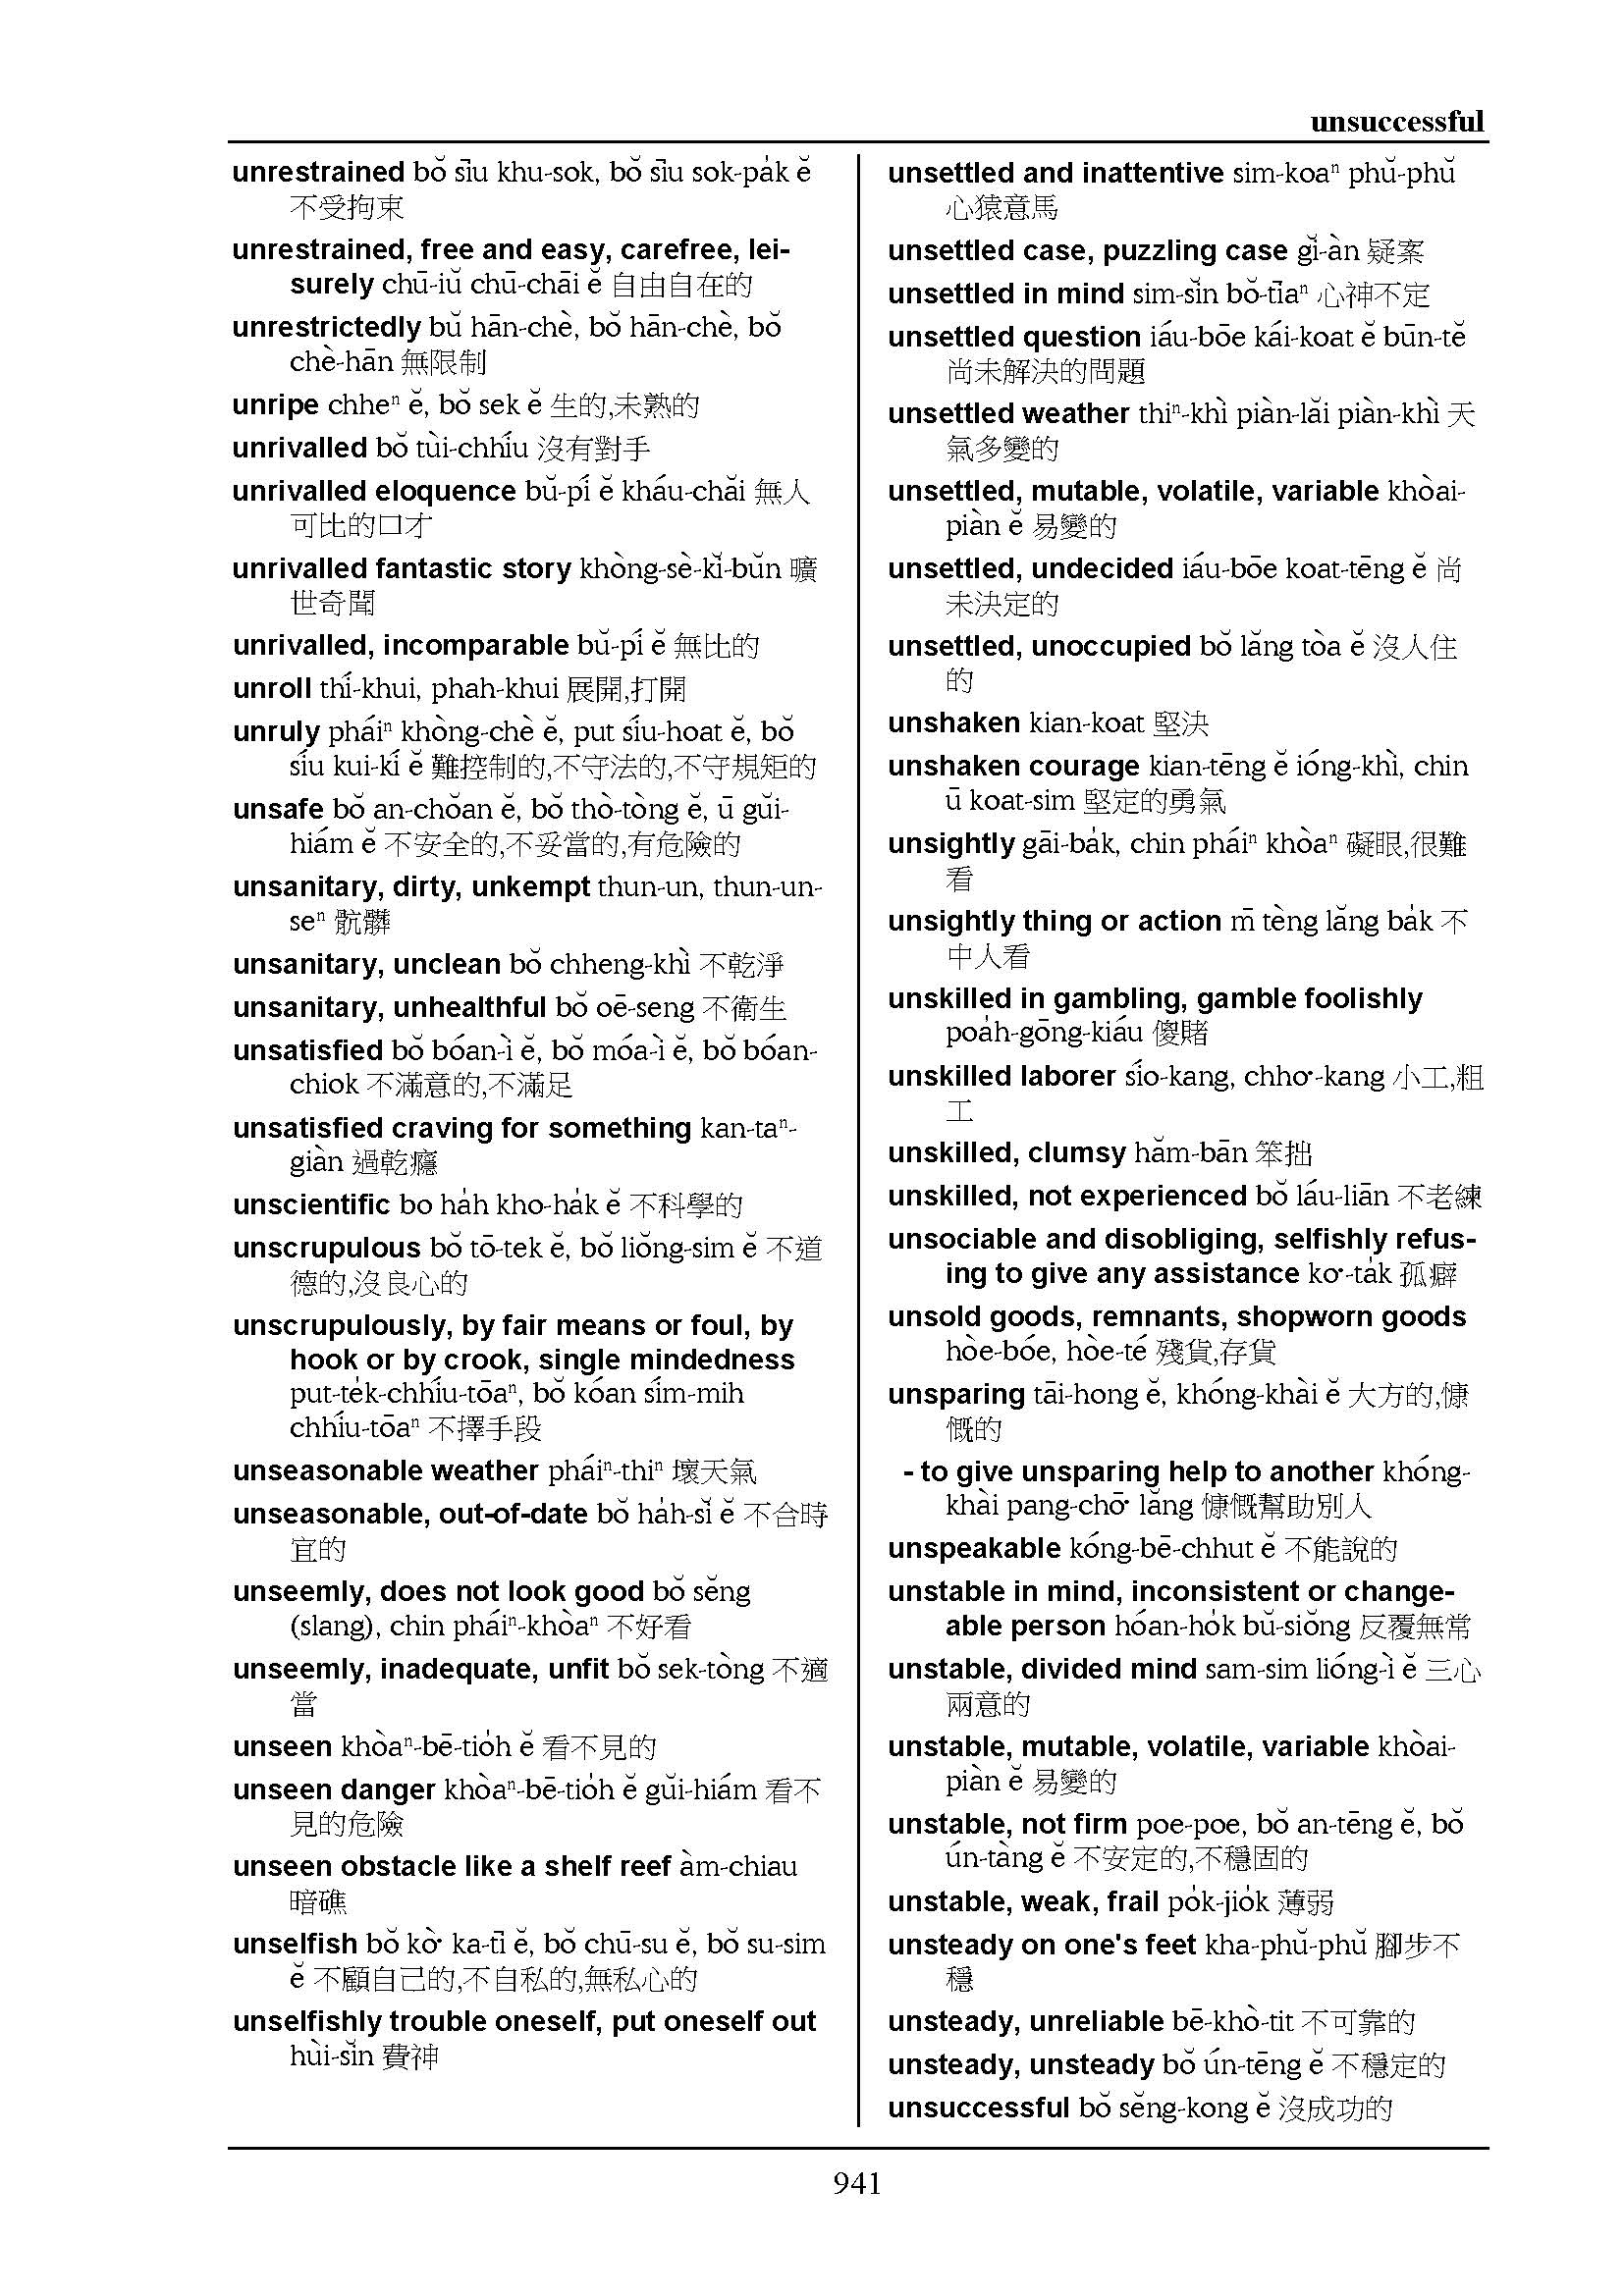 unsuccessful
unrestrained bŏ sīu khu-sok, bŏ sīu sok-pa̍k ĕ
不受拘束
unrestrained, free and easy, carefree, lei-
surely chū-iŭ chū-chāi ĕ 自由自在的
unrestrictedly bŭ hān-chè, bŏ hān-chè, bŏ
chè-hān 無限制
unripe chheⁿ ĕ, bŏ sek ĕ 生的,未熟的
unrivalled bŏ tùi-chhíu 沒有對手
unrivalled eloquence bŭ-pí ĕ kháu-chăi 無人
可比的口才
unrivalled fantastic story khòng-sè-kĭ-bŭn 曠
世奇聞
unrivalled, incomparable bŭ-pí ĕ 無比的
unroll thí-khui, phah-khui 展開,打開
unruly pháiⁿ khòng-chè ĕ, put síu-hoat ĕ, bŏ
síu kui-kí ĕ 難控制的,不守法的,不守規矩的
unsafe bŏ an-chŏan ĕ, bŏ thò-tòng ĕ, ū gŭi-
hiám ĕ 不安全的,不妥當的,有危險的
unsanitary, dirty, unkempt thun-un, thun-un-
seⁿ 骯髒
unsanitary, unclean bŏ chheng-khì 不乾淨
unsanitary, unhealthful bŏ oē-seng 不衛生
unsatisfied bŏ bóan-ì ĕ, bŏ móa-ì ĕ, bŏ bóan-
chiok 不滿意的,不滿足
unsatisfied craving for something kan-taⁿ-
giàn 過乾癮
unscientific bo ha̍h kho-ha̍k ĕ 不科學的
unscrupulous bŏ tō-tek ĕ, bŏ liŏng-sim ĕ 不道
德的,沒良心的
unscrupulously, by fair means or foul, by
hook or by crook, single mindedness
put-te̍k-chhíu-tōaⁿ, bŏ kóan sím-mih
chhíu-tōaⁿ 不擇手段
unseasonable weather pháiⁿ-thiⁿ 壞天氣
unseasonable, out-of-date bŏ ha̍h-sĭ ĕ 不合時
宜的
unseemly, does not look good bŏ sĕng
(slang), chin pháiⁿ-khòaⁿ 不好看
unseemly, inadequate, unfit bŏ sek-tòng 不適
當
unseen khòaⁿ-bē-tio̍h ĕ 看不見的
unseen danger khòaⁿ-bē-tio̍h ĕ gŭi-hiám 看不
見的危險
unseen obstacle like a shelf reef àm-chiau
暗礁
unselfish bŏ kò͘ ka-tī ĕ, bŏ chū-su ĕ, bŏ su-sim
ĕ 不顧自己的,不自私的,無私心的
unselfishly trouble oneself, put oneself out
hùi-sĭn 費神
unsettled and inattentive sim-koaⁿ phŭ-phŭ
心猿意馬
unsettled case, puzzling case gĭ-àn 疑案
unsettled in mind sim-sĭn bŏ-tīaⁿ 心神不定
unsettled question iáu-bōe kái-koat ĕ būn-tĕ
尚未解決的問題
unsettled weather thiⁿ-khì piàn-lăi piàn-khì 天
氣多變的
unsettled, mutable, volatile, variable khòai-
piàn ĕ 易變的
unsettled, undecided iáu-bōe koat-tēng ĕ 尚
未決定的
unsettled, unoccupied bŏ lăng tòa ĕ 沒人住
的
unshaken kian-koat 堅決
unshaken courage kian-tēng ĕ ióng-khì, chin
ū koat-sim 堅定的勇氣
unsightly gāi-ba̍k, chin pháiⁿ khòaⁿ 礙眼,很難
看
unsightly thing or action m̄ tèng lăng ba̍k 不
中人看
unskilled in gambling, gamble foolishly
poa̍h-gōng-kiáu 傻賭
unskilled laborer sío-kang, chho͘-kang 小工,粗
工
unskilled, clumsy hăm-bān 笨拙
unskilled, not experienced bŏ láu-liān 不老練
unsociable and disobliging, selfishly refus-
ing to give any assistance ko͘-ta̍k 孤癖
unsold goods, remnants, shopworn goods
hòe-bóe, hòe-té 殘貨,存貨
unsparing tāi-hong ĕ, khóng-khài ĕ 大方的,慷
慨的
- to give unsparing help to another khóng-
khài pang-chō͘ lăng 慷慨幫助別人
unspeakable kóng-bē-chhut ĕ 不能說的
unstable in mind, inconsistent or change-
able person hóan-ho̍k bŭ-siŏng 反覆無常
unstable, divided mind sam-sim lióng-ì ĕ 三心
兩意的
unstable, mutable, volatile, variable khòai-
piàn ĕ 易變的
unstable, not firm poe-poe, bŏ an-tēng ĕ, bŏ
ún-tàng ĕ 不安定的,不穩固的
unstable, weak, frail po̍k-jio̍k 薄弱
unsteady on one's feet kha-phŭ-phŭ 腳步不
穩
unsteady, unreliable bē-khò-tit 不可靠的
unsteady, unsteady bŏ ún-tēng ĕ 不穩定的
unsuccessful bŏ sĕng-kong ĕ 沒成功的
941